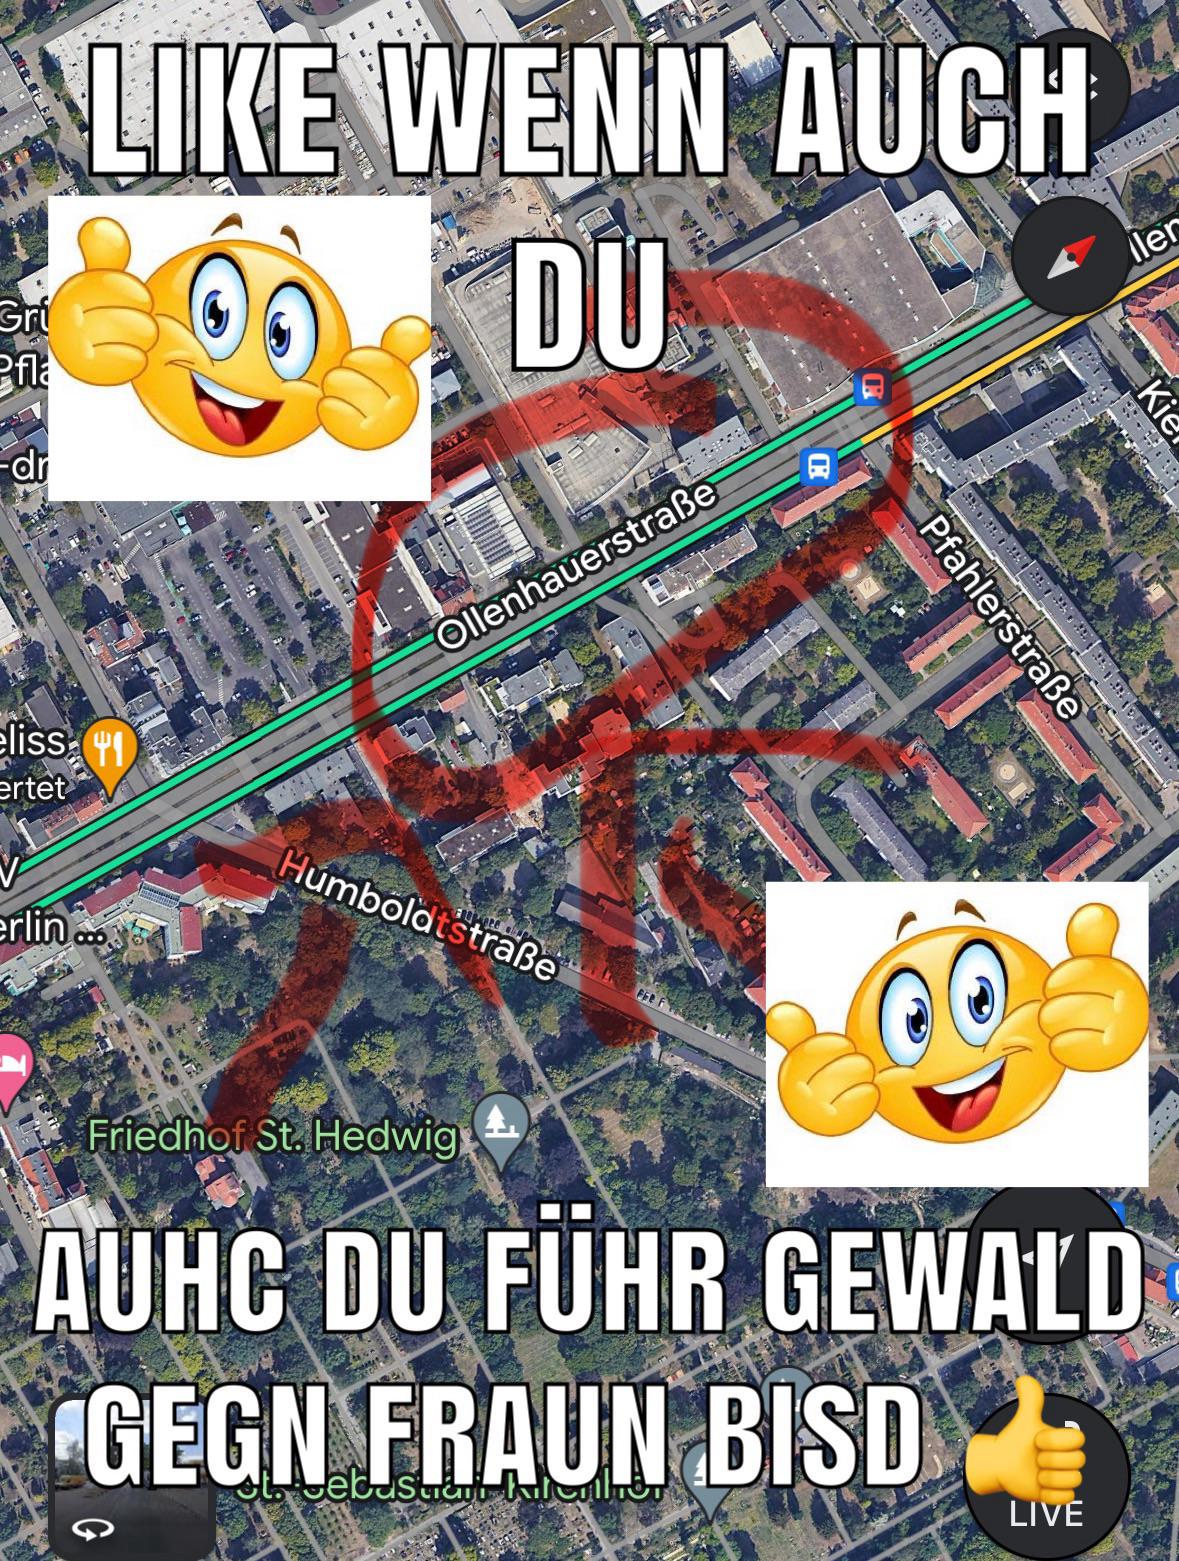 LIKE WENN AUCH
DU
Ollenhauerstraße
Pfahlerstraße
Humboldtstraße
Friedhof St. Hedwig
AUHC DU FÜHR GEWALD
GEGN FRAUN BISD
St.-Sebastian-Kirchhof
LIVE